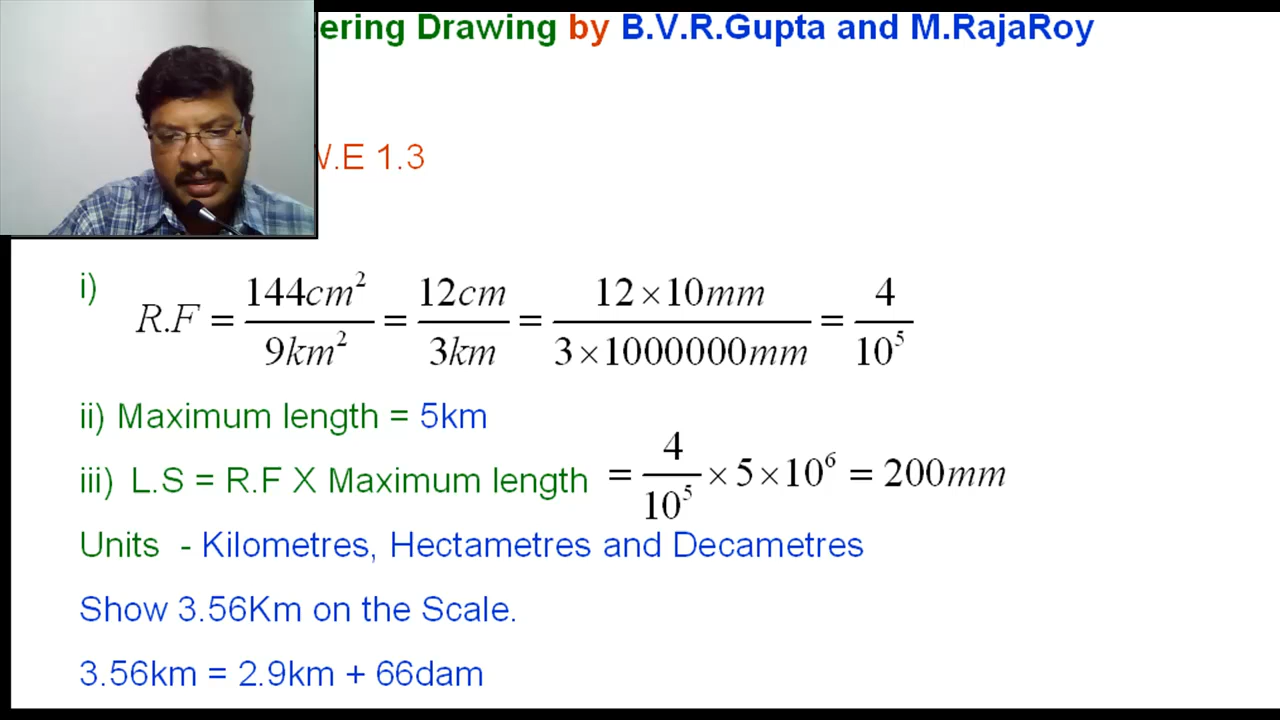 ering Drawing by B.V.R.Gupta and M.RajaRoy
W.E 1.3
i) R.F = 144cm²/9km² = 12cm/3km = 12×10mm/3×1000000mm = 4/10⁵
ii) Maximum length = 5km
iii) L.S = R.F X Maximum length = 4/10⁵ ×5×10⁶ = 200mm
Units - Kilometres, Hectametres and Decametres
Show 3.56Km on the Scale.
3.56km = 2.9km + 66dam